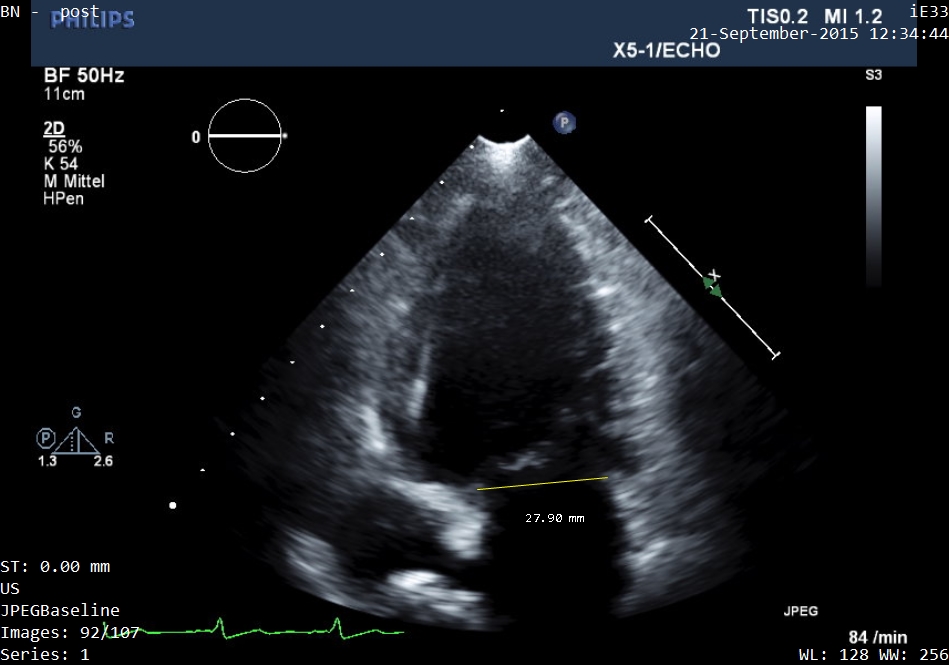 BN - post
PHILIPS
TIS0.2 MI 1.2
iE33
21-September-2015 12:34:44
X5-1/ECHO
BF 50Hz
11cm
S3
2D
56%
K 54
M Mittel
HPen
0
P
X
G
P R
1.3 2.6
27.90 mm
ST: 0.00 mm
US
JPEGBaseline
Images: 92/107
Series: 1
JPEG
84 /min
WL: 128 WW: 256